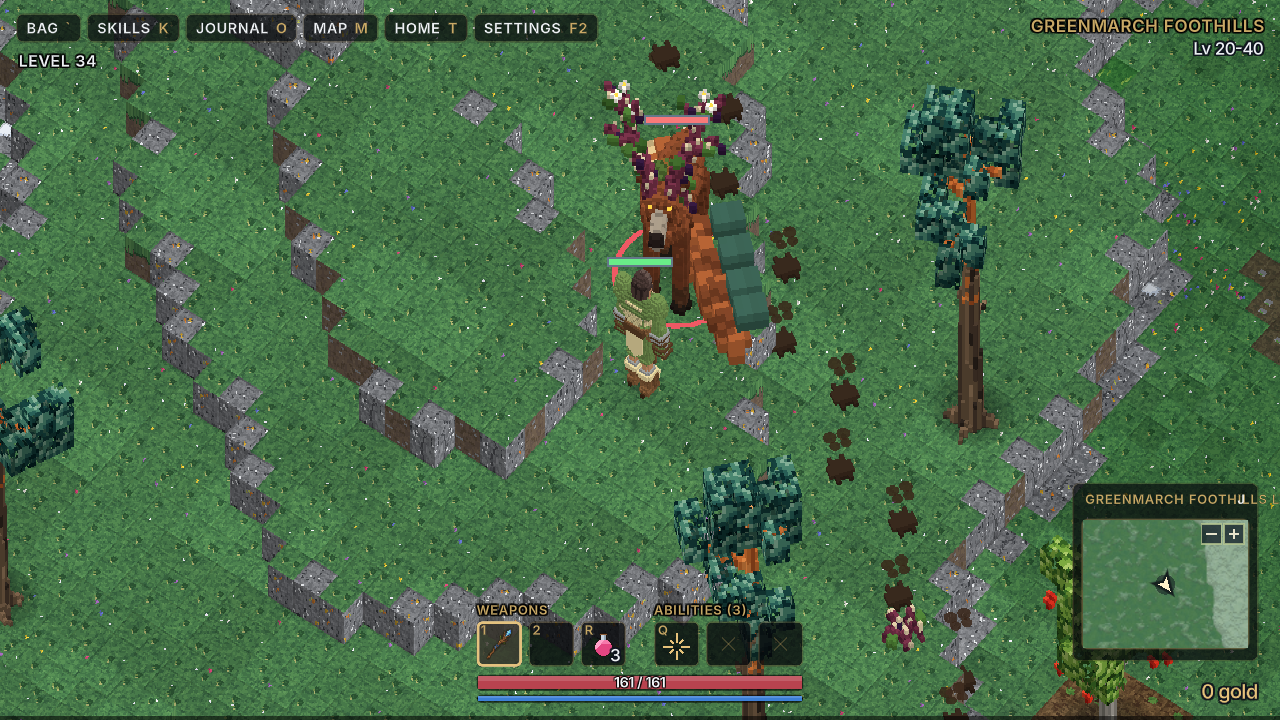 BAG `
SKILLS K
JOURNAL O
MAP M
HOME T
SETTINGS F2
GREENMARCH FOOTHILLS
Lv 20-40
LEVEL 34
GREENMARCH FOOTHILLS
WEAPONS
ABILITIES (3)
1
2
R
3
Q
161 / 161
0 gold